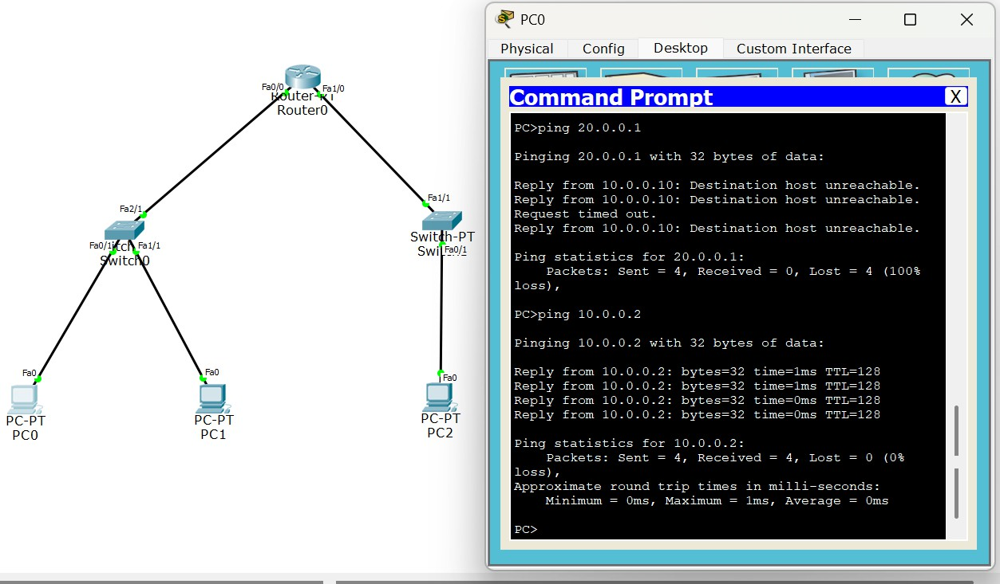 Fa0/0
Fa1/0
Router0
Fa1/1
Fa2/1
Switch-PT
Fa0/1
Fa0/1
Fa1/1
Switch0
Fa0
Fa0
Fa0
PC-PT
PC0
PC-PT
PC1
PC-PT
PC2
PC0
Physical
Config
Desktop
Custom Interface
Command Prompt
X
PC>ping 20.0.0.1
Pinging 20.0.0.1 with 32 bytes of data:
Reply from 10.0.0.10: Destination host unreachable.
Reply from 10.0.0.10: Destination host unreachable.
Request timed out.
Reply from 10.0.0.10: Destination host unreachable.
Ping statistics for 20.0.0.1:
Packets: Sent = 4, Received = 0, Lost = 4 (100%
loss),
PC>ping 10.0.0.2
Pinging 10.0.0.2 with 32 bytes of data:
Reply from 10.0.0.2: bytes=32 time=1ms TTL=128
Reply from 10.0.0.2: bytes=32 time=1ms TTL=128
Reply from 10.0.0.2: bytes=32 time=0ms TTL=128
Reply from 10.0.0.2: bytes=32 time=0ms TTL=128
Ping statistics for 10.0.0.2:
Packets: Sent = 4, Received = 4, Lost = 0 (0%
loss),
Approximate round trip times in milli-seconds:
Minimum = 0ms, Maximum = 1ms, Average = 0ms
PC>